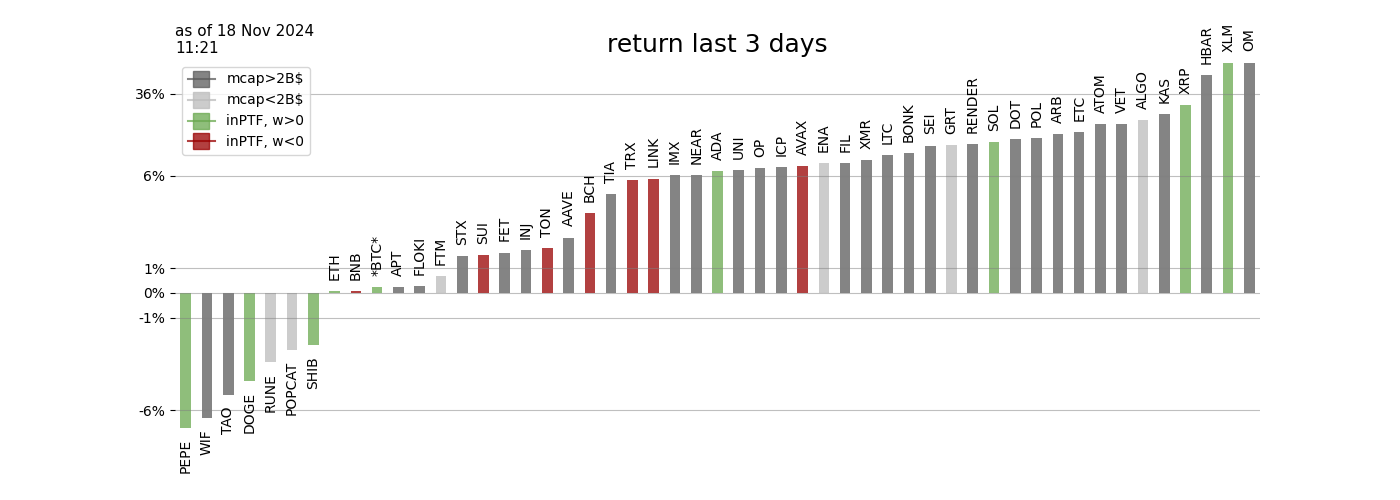 as of 18 Nov 2024
11:21
return last 3 days
mcap>2B$
mcap<2B$
inPTF, w>0
inPTF, w<0
36%
6%
1%
0%
-1%
-6%
PEPE
WIF
TAO
DOGE
RUNE
POPCAT
SHIB
ETH
BNB
*BTC*
APT
FLOKI
FTM
STX
SUI
FET
INJ
TON
AAVE
BCH
TIA
TRX
LINK
IMX
NEAR
ADA
UNI
OP
ICP
AVAX
ENA
FIL
XMR
LTC
BONK
SEI
GRT
RENDER
SOL
DOT
POL
ARB
ETC
ATOM
VET
ALGO
KAS
XRP
HBAR
XLM
OM